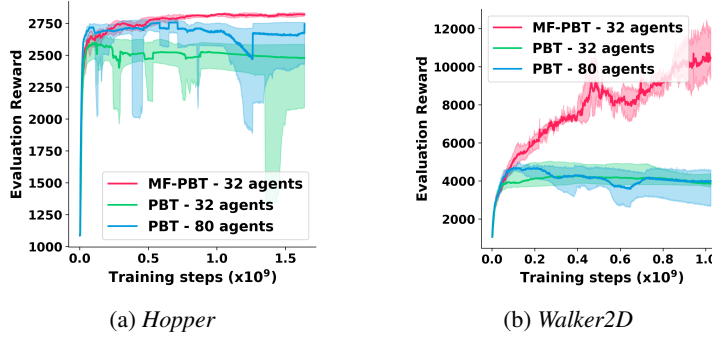 2750
2500
2250
2000
1750
1500
1250
1000
Evaluation Reward
MF-PBT - 32 agents
PBT - 32 agents
PBT - 80 agents
0.0 0.5 1.0 1.5
Training steps (x10⁹)
(a) Hopper
12000
10000
8000
6000
4000
2000
Evaluation Reward
MF-PBT - 32 agents
PBT - 32 agents
PBT - 80 agents
0.0 0.2 0.4 0.6 0.8 1.0
Training steps (x10⁹)
(b) Walker2D